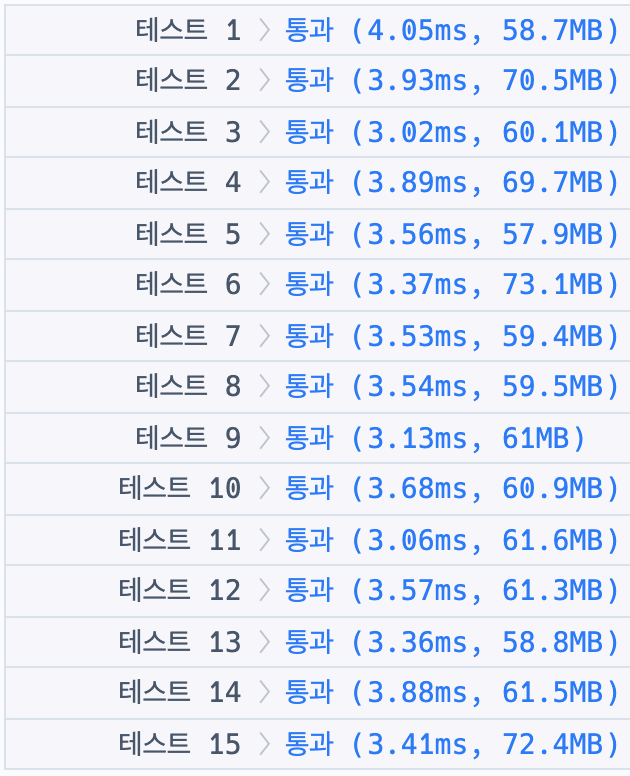 테스트 1 〉 통과 (4.05ms, 58.7MB)
테스트 2 〉 통과 (3.93ms, 70.5MB)
테스트 3 〉 통과 (3.02ms, 60.1MB)
테스트 4 〉 통과 (3.89ms, 69.7MB)
테스트 5 〉 통과 (3.56ms, 57.9MB)
테스트 6 〉 통과 (3.37ms, 73.1MB)
테스트 7 〉 통과 (3.53ms, 59.4MB)
테스트 8 〉 통과 (3.54ms, 59.5MB)
테스트 9 〉 통과 (3.13ms, 61MB)
테스트 10 〉 통과 (3.68ms, 60.9MB)
테스트 11 〉 통과 (3.06ms, 61.6MB)
테스트 12 〉 통과 (3.57ms, 61.3MB)
테스트 13 〉 통과 (3.36ms, 58.8MB)
테스트 14 〉 통과 (3.88ms, 61.5MB)
테스트 15 〉 통과 (3.41ms, 72.4MB)